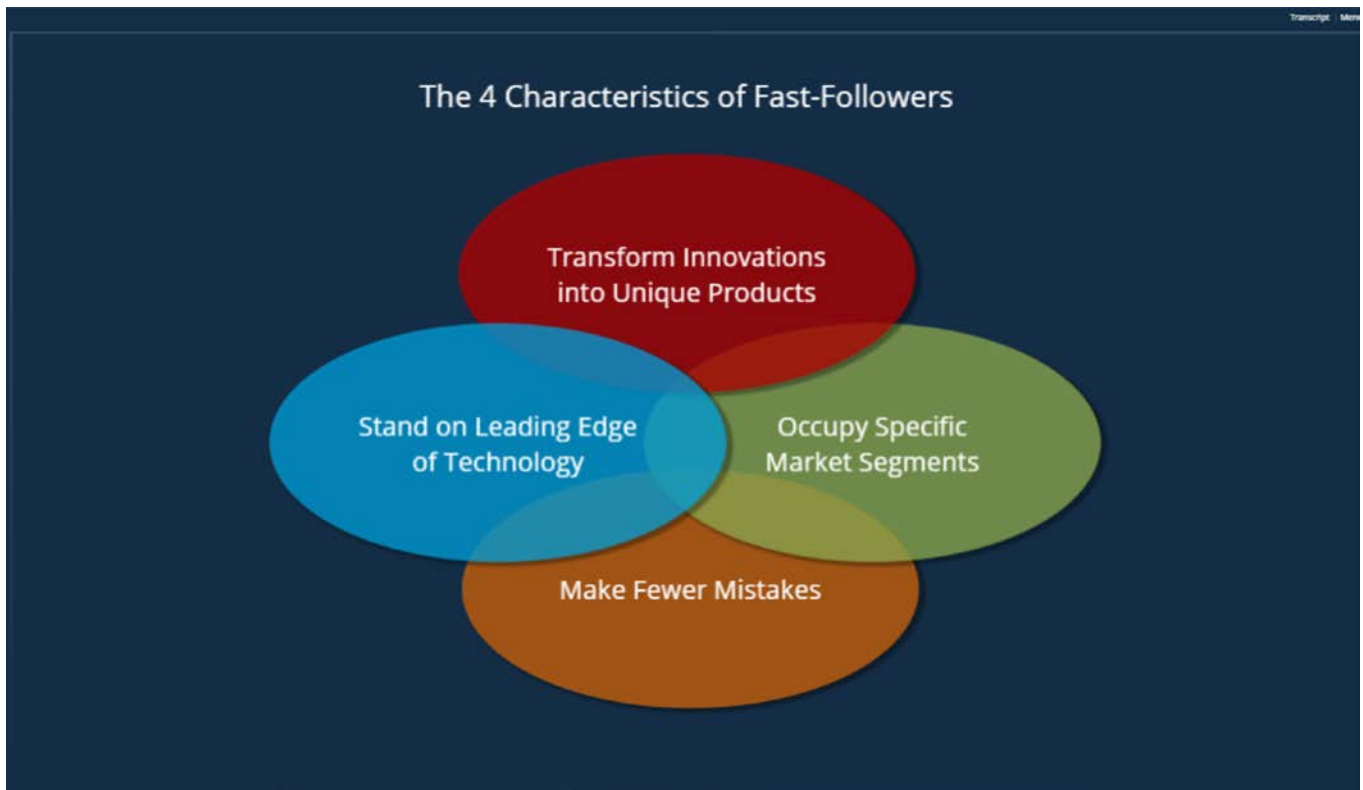 Transcript | Menu
The 4 Characteristics of Fast-Followers
Transform Innovations
into Unique Products
Stand on Leading Edge
of Technology
Occupy Specific
Market Segments
Make Fewer Mistakes